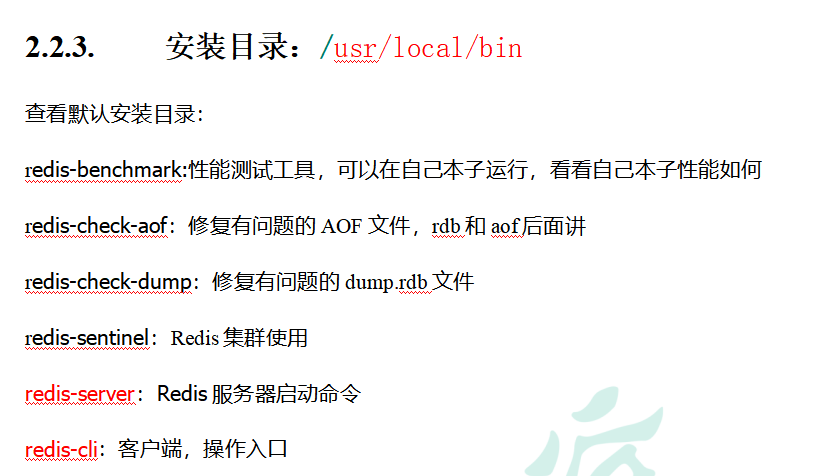 2.2.3. 安装目录：/usr/local/bin
查看默认安装目录：
redis-benchmark:性能测试工具，可以在自己本子运行，看看自己本子性能如何
redis-check-aof：修复有问题的 AOF 文件，rdb 和 aof 后面讲
redis-check-dump：修复有问题的 dump.rdb 文件
redis-sentinel：Redis 集群使用
redis-server：Redis 服务器启动命令
redis-cli：客户端，操作入口